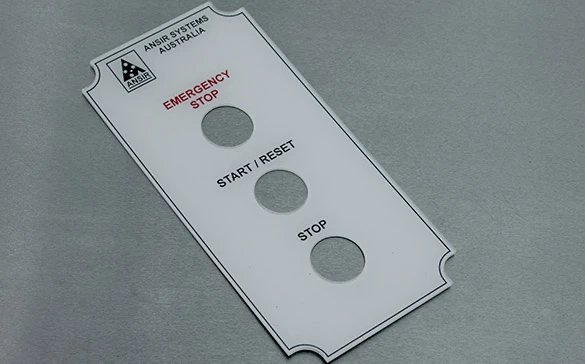 ANSIR
ANSIR SYSTEMS
AUSTRALIA
EMERGENCY
STOP
START / RESET
STOP